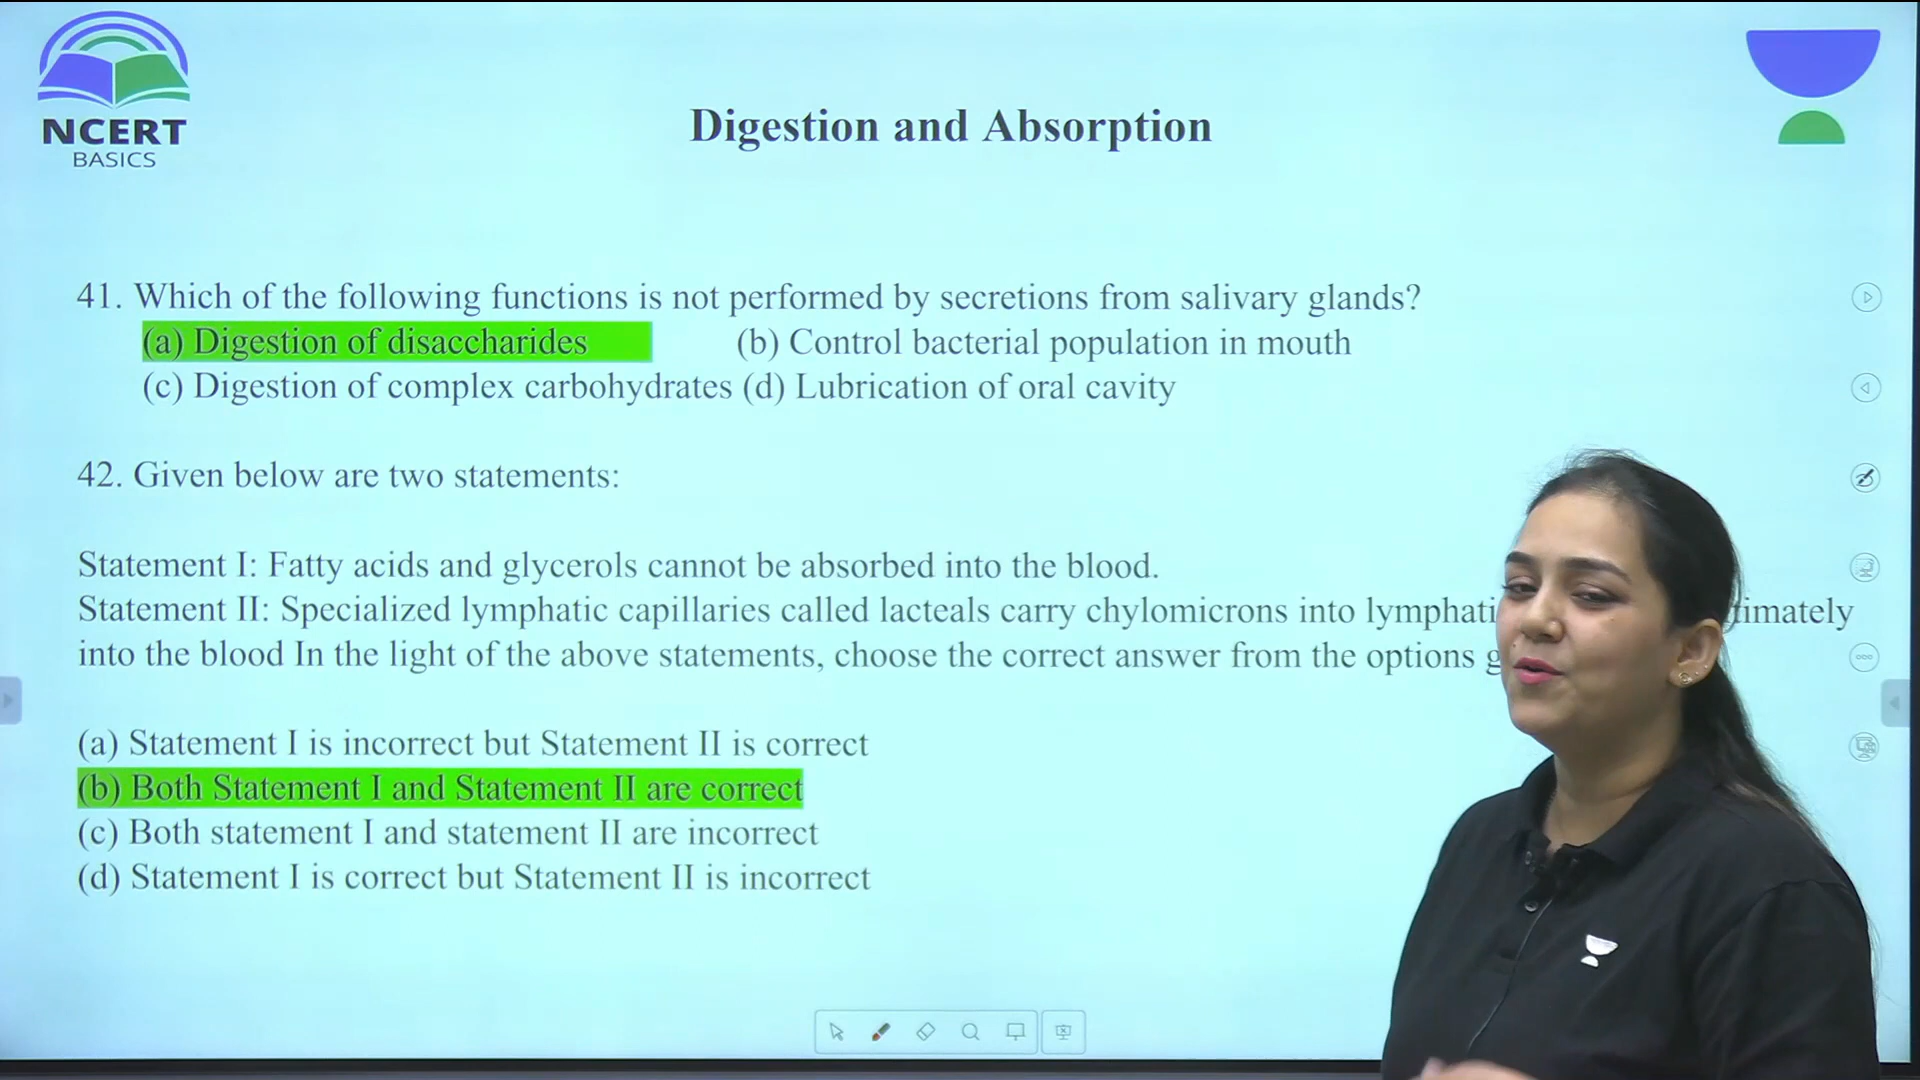 NCERT
BASICS
Digestion and Absorption
41. Which of the following functions is not performed by secretions from salivary glands?
(a) Digestion of disaccharides (b) Control bacterial population in mouth
(c) Digestion of complex carbohydrates (d) Lubrication of oral cavity
42. Given below are two statements:
Statement I: Fatty acids and glycerols cannot be absorbed into the blood.
Statement II: Specialized lymphatic capillaries called lacteals carry chylomicrons into
into the blood In the light of the above statements, choose the correct answer from the options
(a) Statement I is incorrect but Statement II is correct
(b) Both Statement I and Statement II are correct
(c) Both statement I and statement II are incorrect
(d) Statement I is correct but Statement II is incorrect